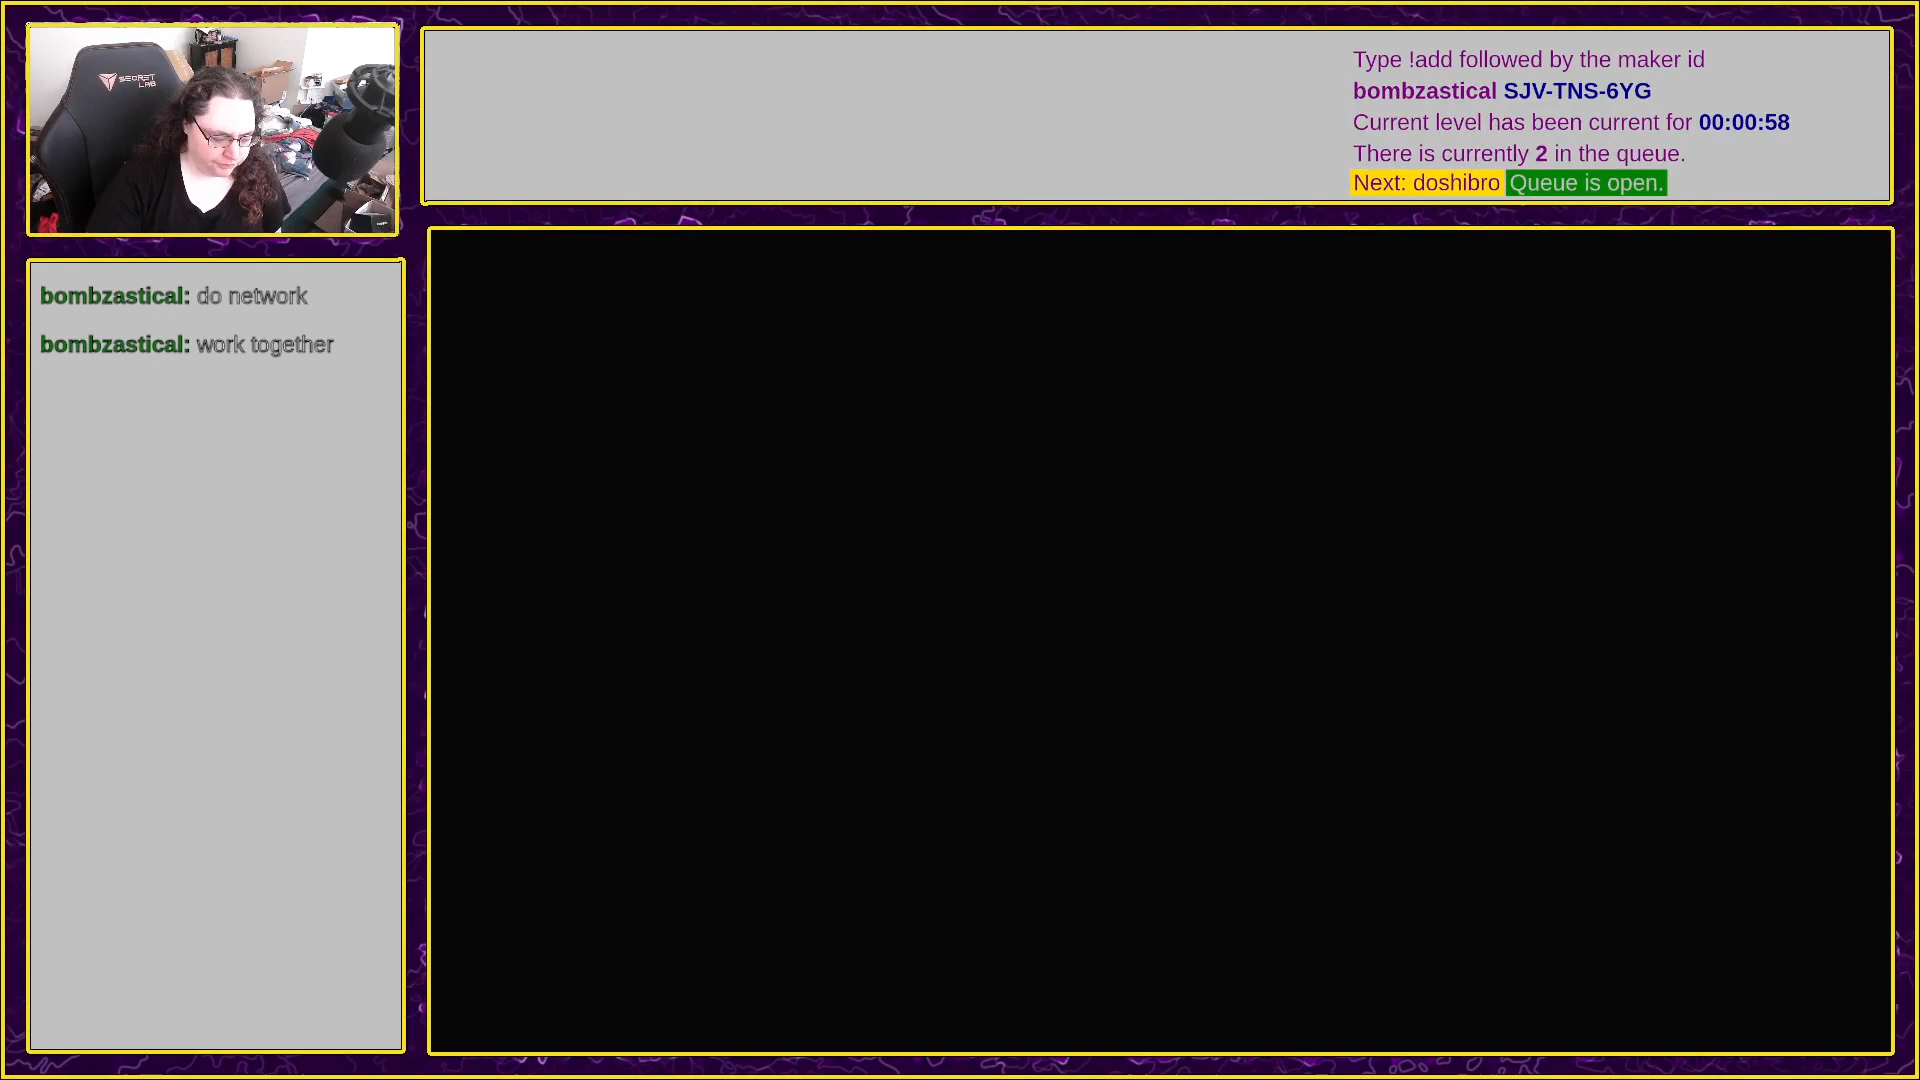 SECRET
LAB
Type !add followed by the maker id
bombzastical SJV-TNS-6YG
Current level has been current for 00:00:58
There is currently 2 in the queue.
Next: doshibro Queue is open.
bombzastical: do network
bombzastical: work together